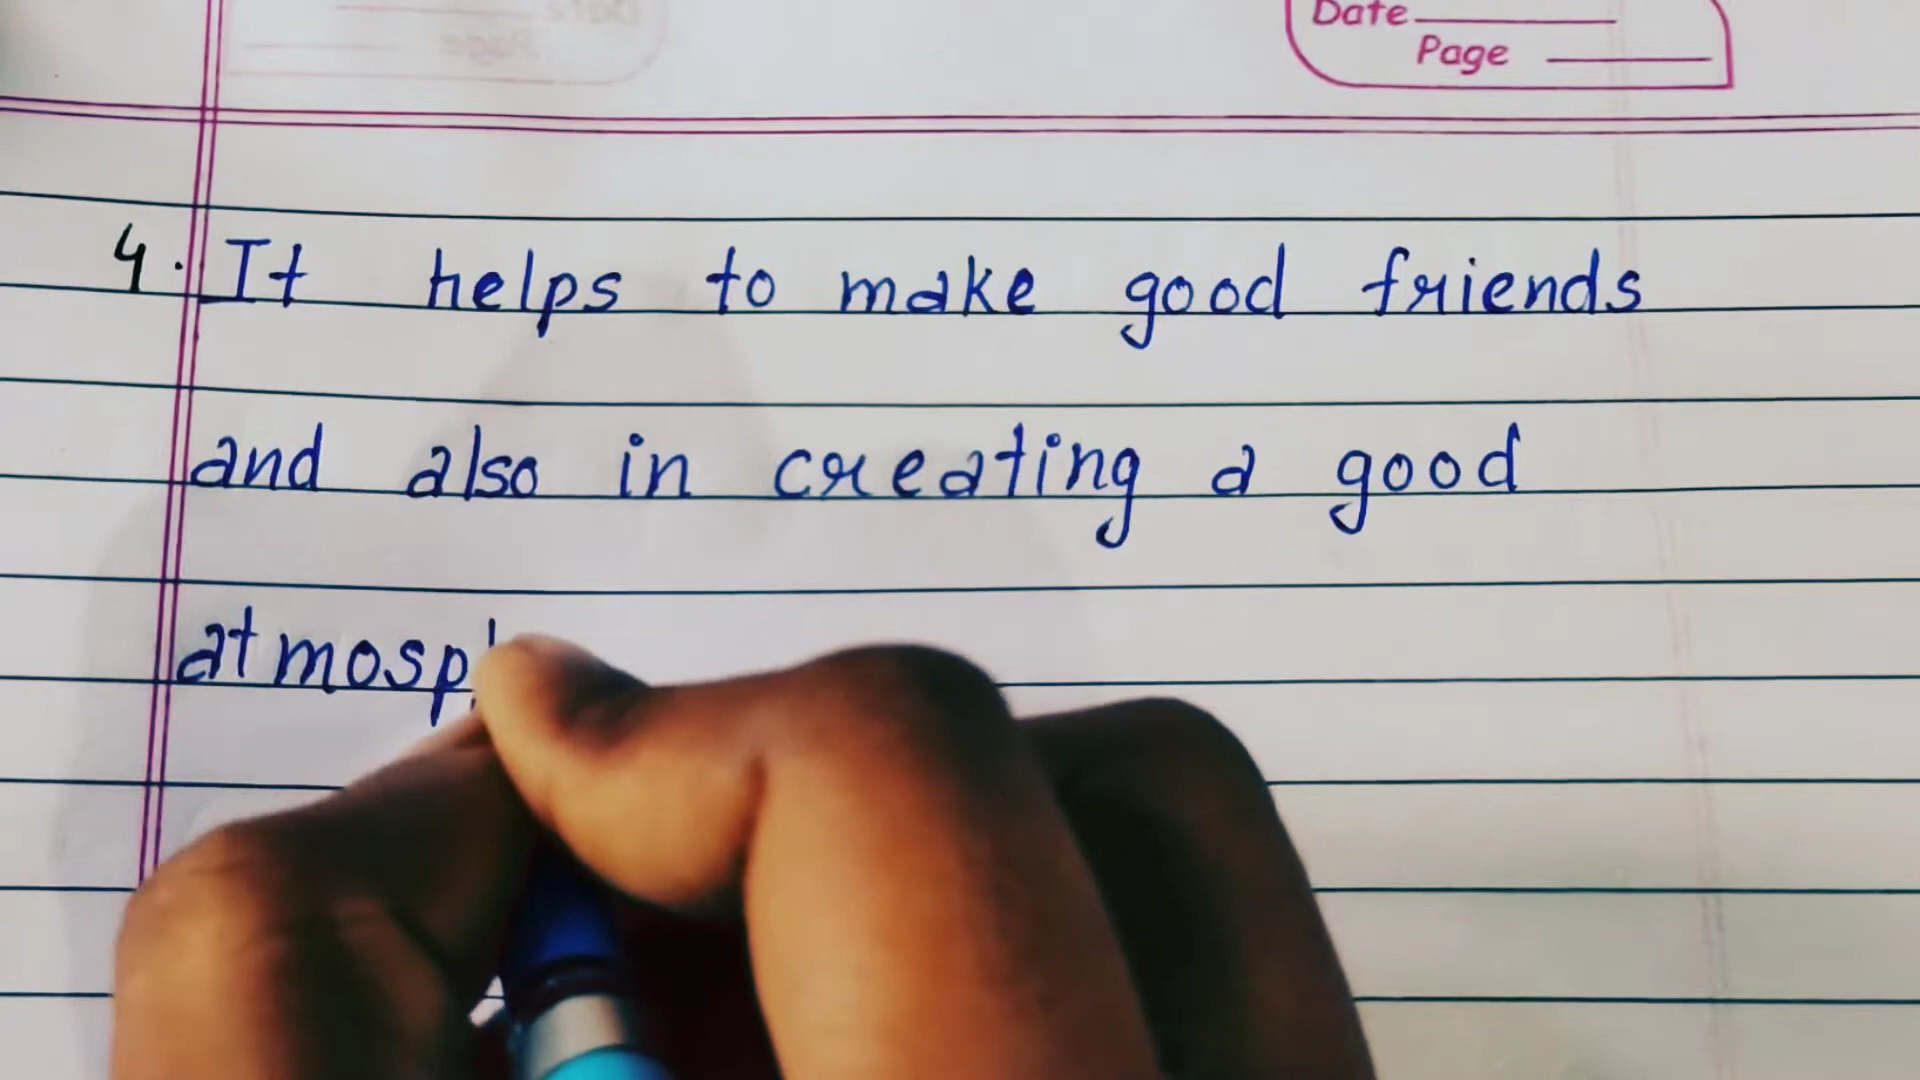 Date
Page
4. It helps to make good friends
and also in creating a good
atmosp